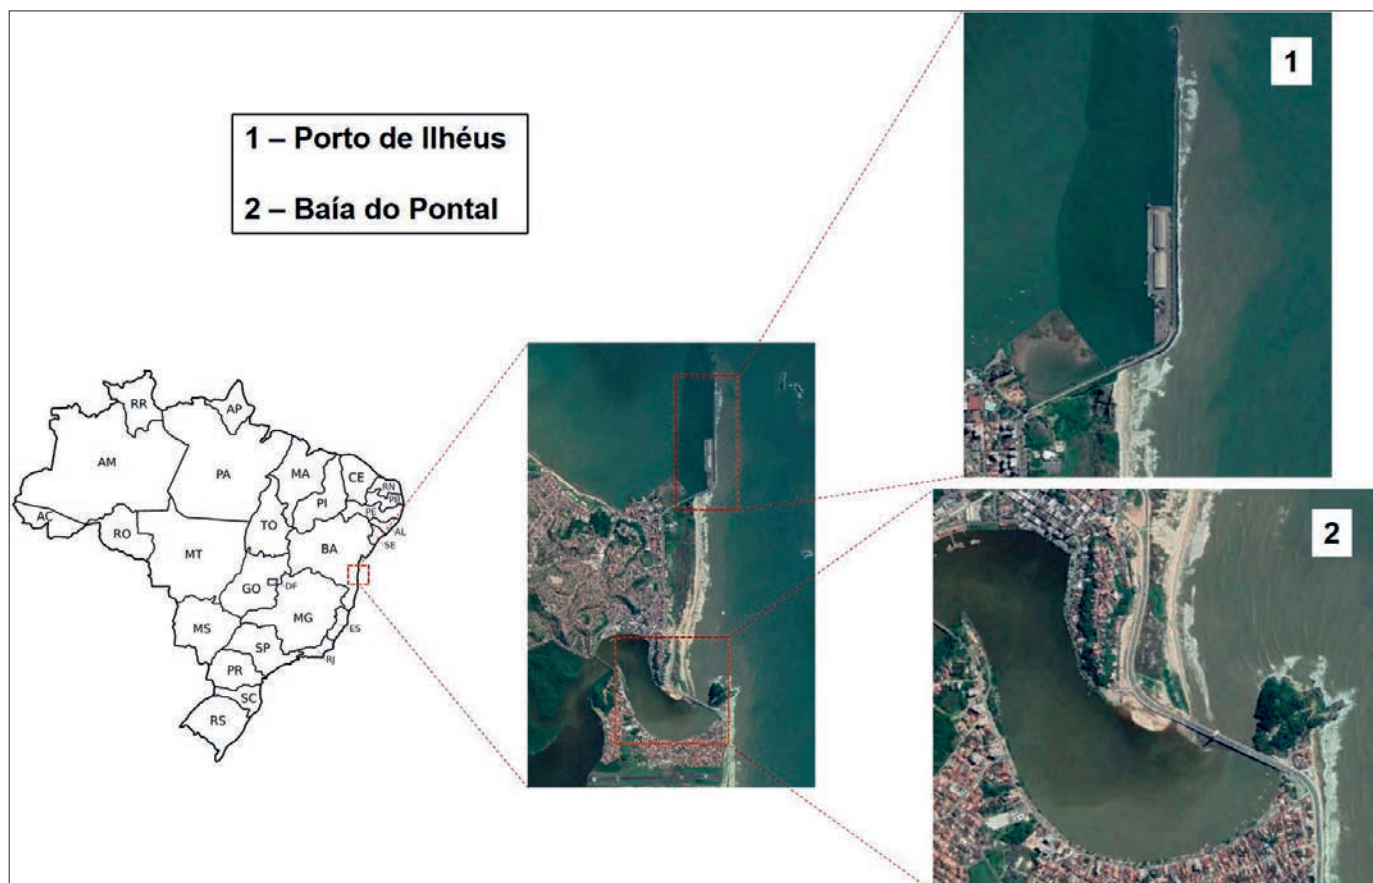 1 – Porto de Ilhéus
2 – Baía do Pontal
1
2
RR
AP
AM
PA
MA
CE
RN
PB
PI
PE
AC
AL
TO
SE
RO
BA
MT
DF
GO
MG
MS
ES
SP
RJ
PR
SC
RS